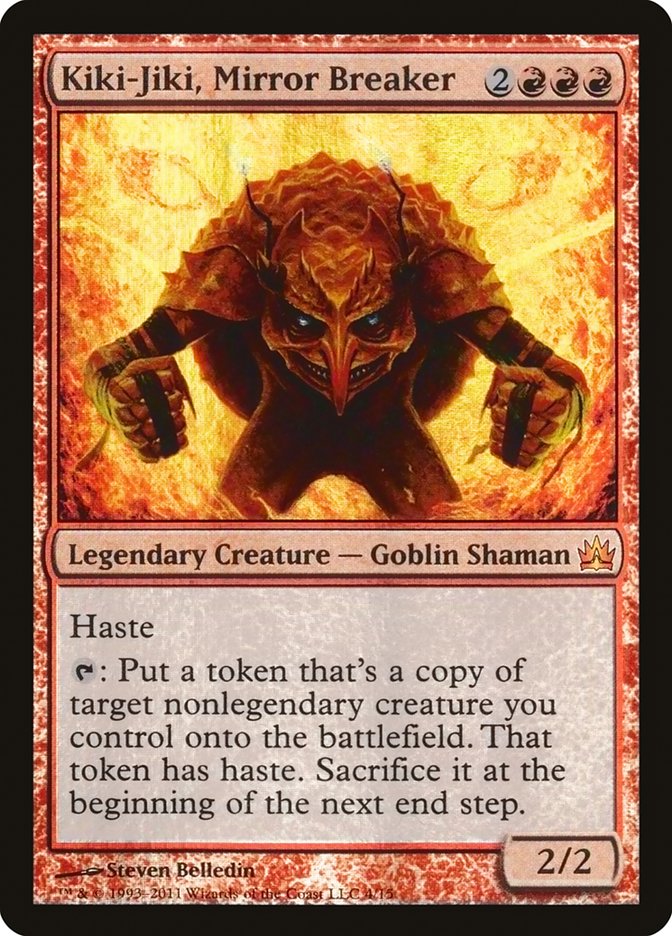 Kiki-Jiki, Mirror Breaker 2
Legendary Creature — Goblin Shaman
Haste
: Put a token that's a copy of
target nonlegendary creature you
control onto the battlefield. That
token has haste. Sacrifice it at the
beginning of the next end step.
2/2
Steven Belledin
™ & © 1993–2011 Wizards of the Coast LLC 4/15